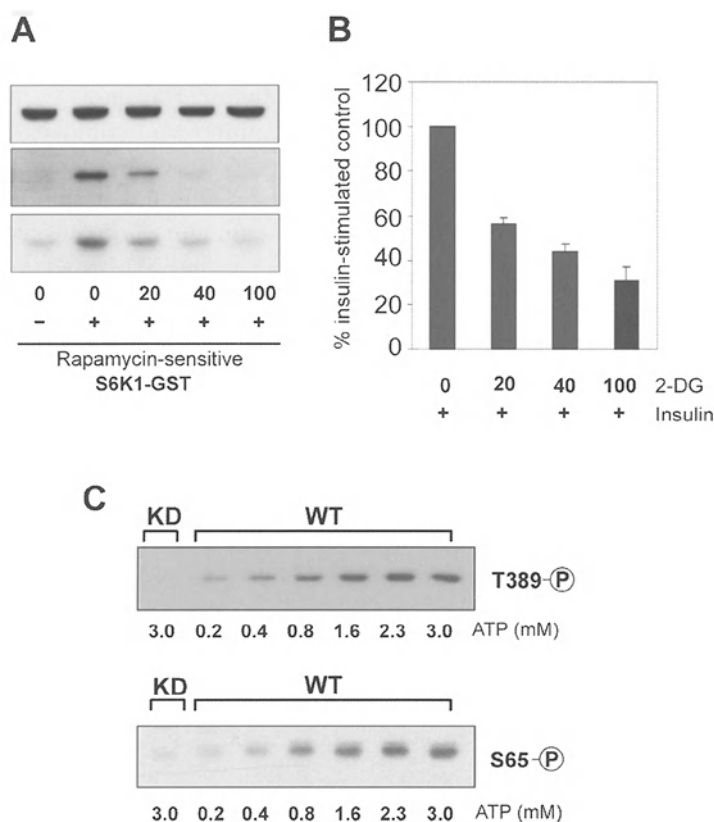 A
0 0 20 40 100
− + + + +
Rapamycin-sensitive
S6K1-GST
B
% insulin-stimulated control
120
100
80
60
40
20
0
0 20 40 100 2-DG
+ + + + Insulin
C
KD WT
T389-P
3.0 0.2 0.4 0.8 1.6 2.3 3.0 ATP (mM)
KD WT
S65-P
3.0 0.2 0.4 0.8 1.6 2.3 3.0 ATP (mM)